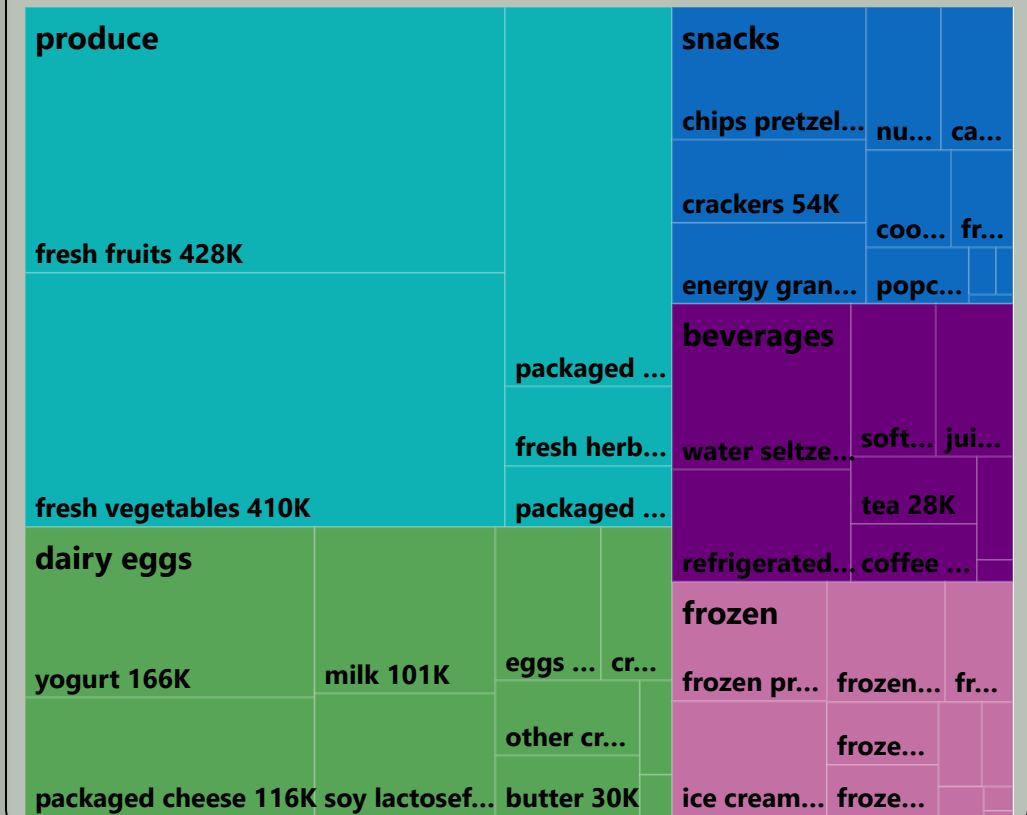 produce
fresh fruits 428K
fresh vegetables 410K
packaged ...
fresh herb...
packaged ...
dairy eggs
yogurt 166K
packaged cheese 116K
milk 101K
soy lactosef...
eggs ...
cr...
other cr...
butter 30K
snacks
chips pretzel...
crackers 54K
energy gran...
nu...
ca...
coo...
fr...
popc...
beverages
water seltze...
refrigerated...
soft...
jui...
tea 28K
coffee ...
frozen
frozen pr...
ice cream...
frozen...
fr...
froze...
froze...